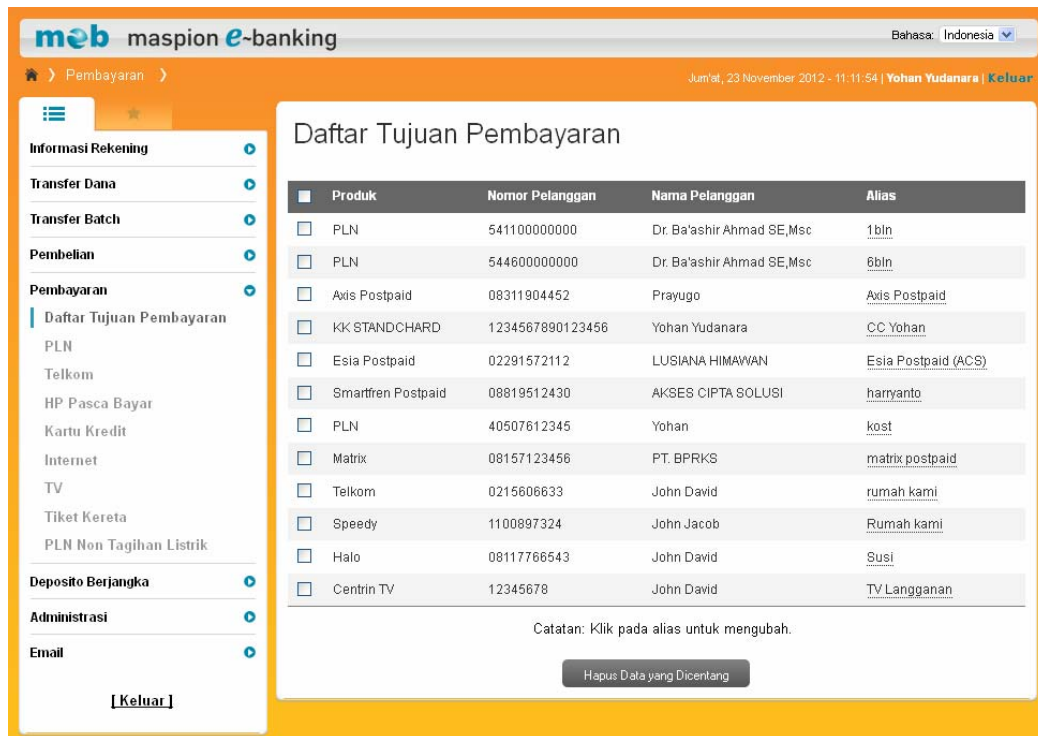 meb maspion e-banking
Bahasa: Indonesia
Pembayaran
Jum'at, 23 November 2012 - 11:11:54 | Yohan Yudanara | Keluar
Informasi Rekening
Transfer Dana
Transfer Batch
Pembelian
Pembayaran
Daftar Tujuan Pembayaran
PLN
Telkom
HP Pasca Bayar
Kartu Kredit
Internet
TV
Tiket Kereta
PLN Non Tagihan Listrik
Deposito Berjangka
Administrasi
Email
[ Keluar ]
Daftar Tujuan Pembayaran
Produk Nomor Pelanggan Nama Pelanggan Alias
PLN 541100000000 Dr. Ba'ashir Ahmad SE,Msc 1bln
PLN 544600000000 Dr. Ba'ashir Ahmad SE,Msc 6bln
Axis Postpaid 08311904452 Prayugo Axis Postpaid
KK STANDCHARD 1234567890123456 Yohan Yudanara CC Yohan
Esia Postpaid 02291572112 LUSIANA HIMAWAN Esia Postpaid (ACS)
Smartfren Postpaid 08819512430 AKSES CIPTA SOLUSI harryanto
PLN 40507612345 Yohan kost
Matrix 08157123456 PT. BPRKS matrix postpaid
Telkom 0215606633 John David rumah kami
Speedy 1100897324 John Jacob Rumah kami
Halo 08117766543 John David Susi
Centrin TV 12345678 John David TV Langganan
Catatan: Klik pada alias untuk mengubah.
Hapus Data yang Dicentang